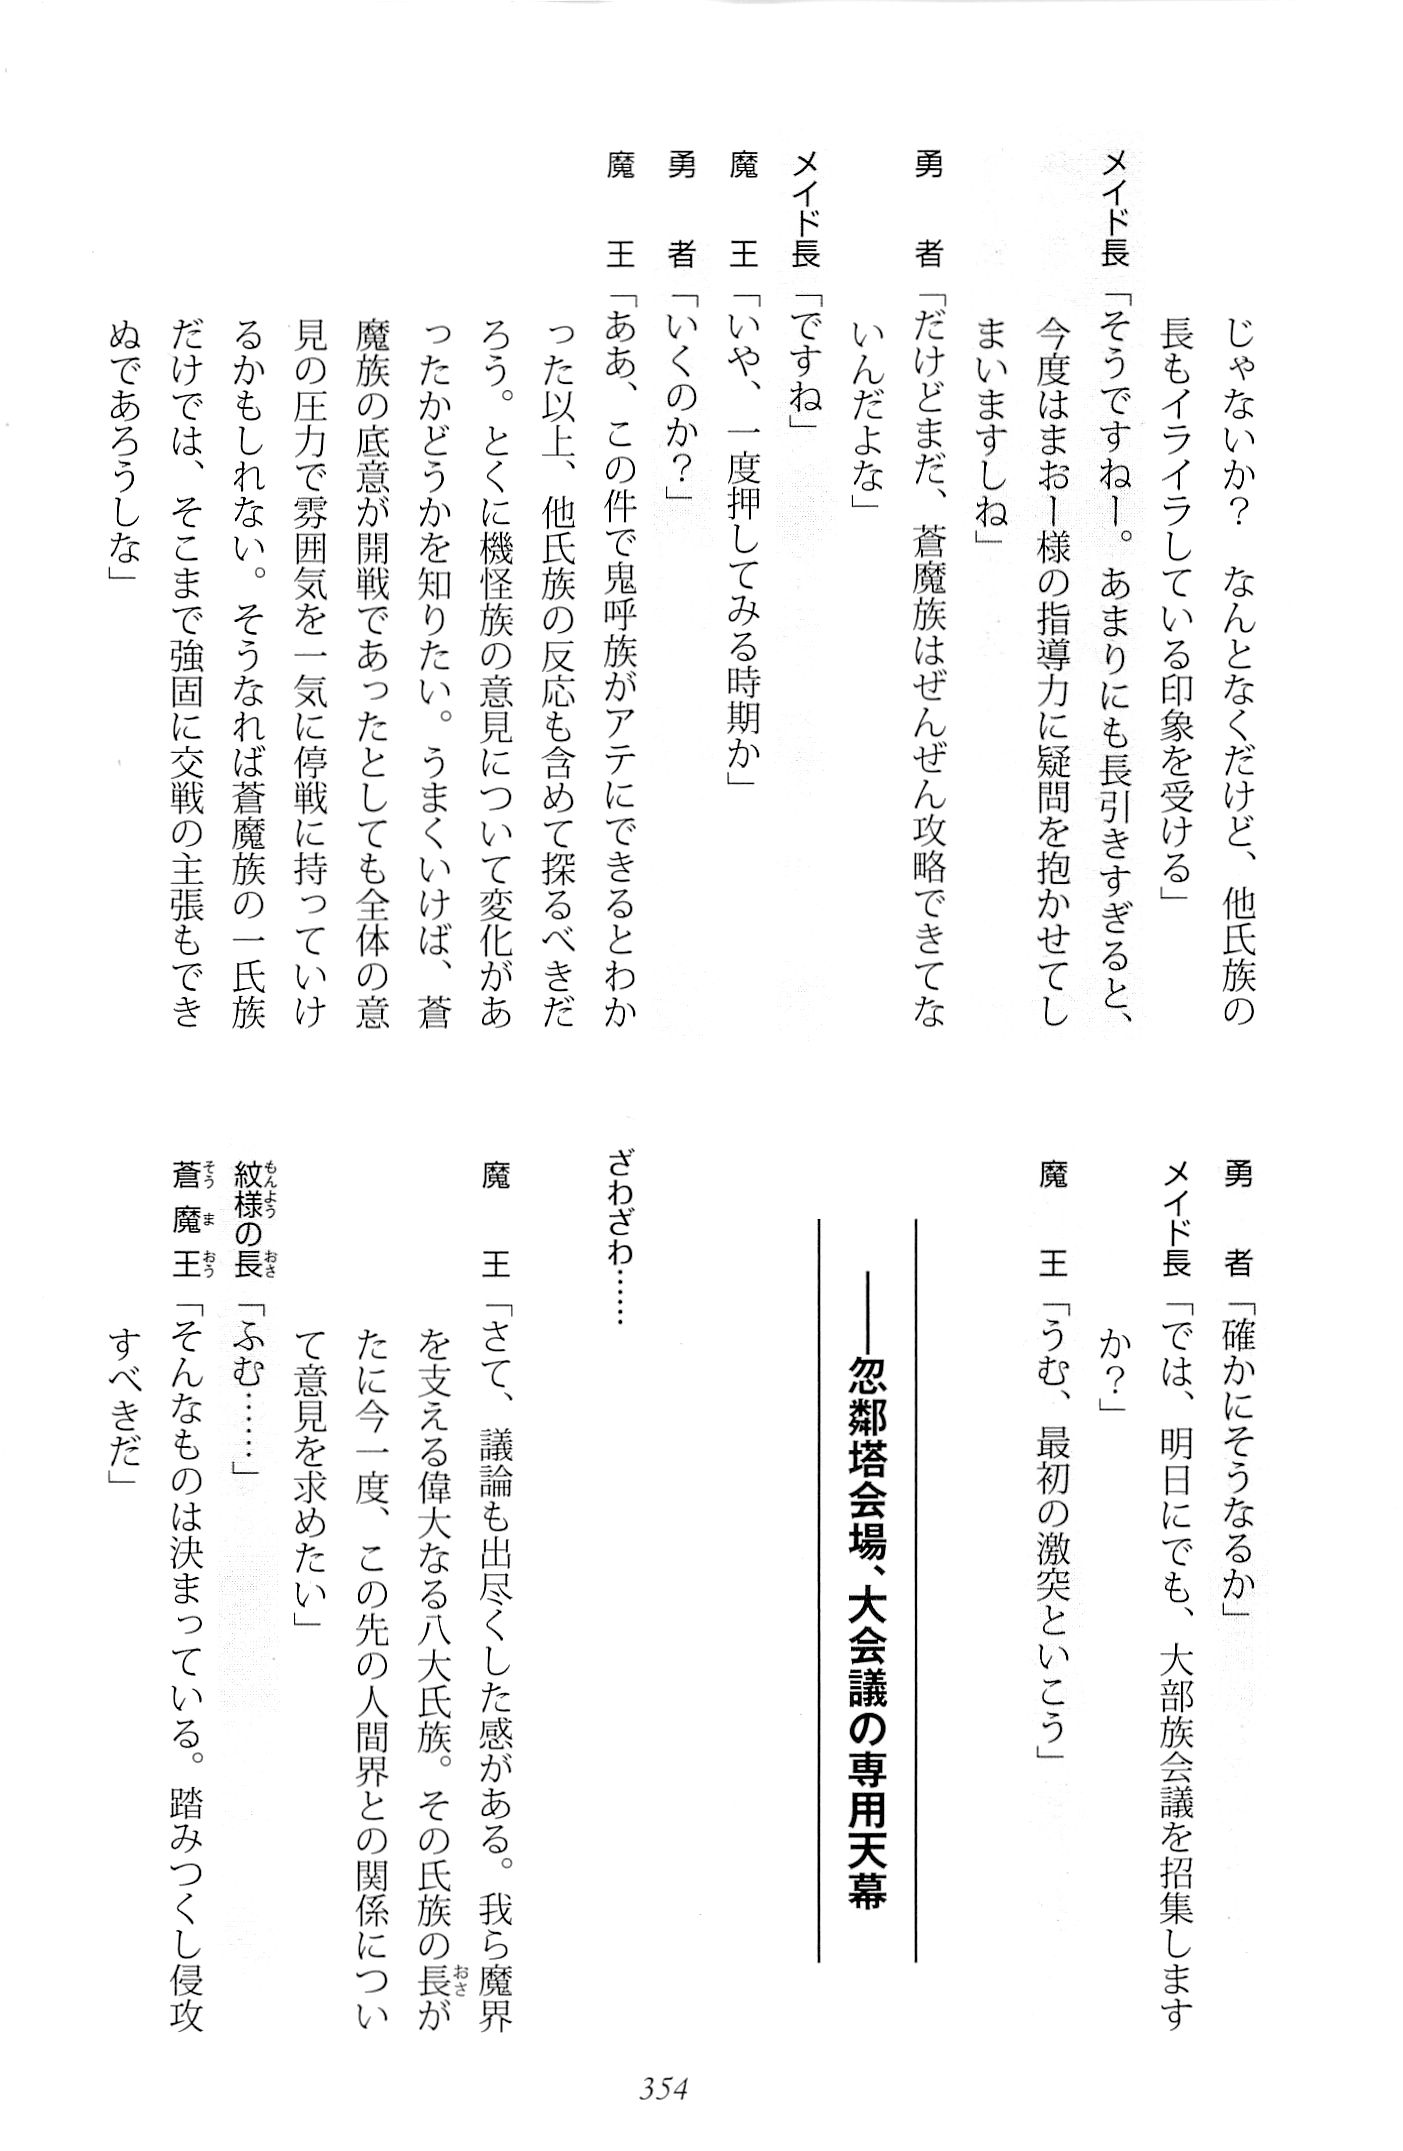 じゃないか？　なんとなくだけど、他氏族の
長もイライラしている印象を受ける」
メイド長「そうですねー。あまりにも長引きすぎると、
今度はまおー様の指導力に疑問を抱かせてし
まいますしね」
勇　者「だけどまだ、蒼魔族はぜんぜん攻略できてな
いんだよな」
メイド長「ですね」
魔　王「いや、一度押してみる時期か」
勇　者「いくのか？」
魔　王「ああ、この件で鬼呼族がアテにできるとわか
った以上、他氏族の反応も含めて探るべきだ
ろう。とくに機怪族の意見について変化があ
ったかどうかを知りたい。うまくいけば、蒼
魔族の底意が開戦であったとしても全体の意
見の圧力で雰囲気を一気に停戦に持っていけ
るかもしれない。そうなれば蒼魔族の一氏族
だけでは、そこまで強固に交戦の主張もでき
ぬであろうしな」
勇　者「確かにそうなるか」
メイド長「では、明日にでも、大部族会議を招集します
か？」
魔　王「うむ、最初の激突といこう」
――忽鄰塔会場、大会議の専用天幕
ざわざわ……
魔　王「さて、議論も出尽くした感がある。我ら魔界
を支える偉大なる八大氏族。その氏族の長おさが
たに今一度、この先の人間界との関係につい
て意見を求めたい」
紋様もんようの長おさ「ふむ……」
蒼そう魔ま王おう「そんなものは決まっている。踏みつくし侵攻
すべきだ」
354